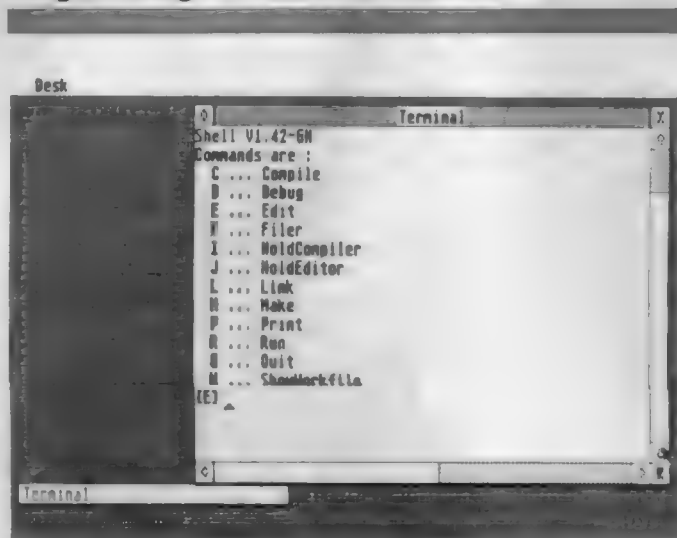 Desk
Terminal
Shell V1.42-GM
Commands are :
C ... Compile
D ... Debug
E ... Edit
F ... Filer
I ... HoldCompiler
J ... HoldEditor
L ... Link
M ... Make
P ... Print
R ... Run
Q ... Quit
W ... ShowWorkfile
[E]
Terminal